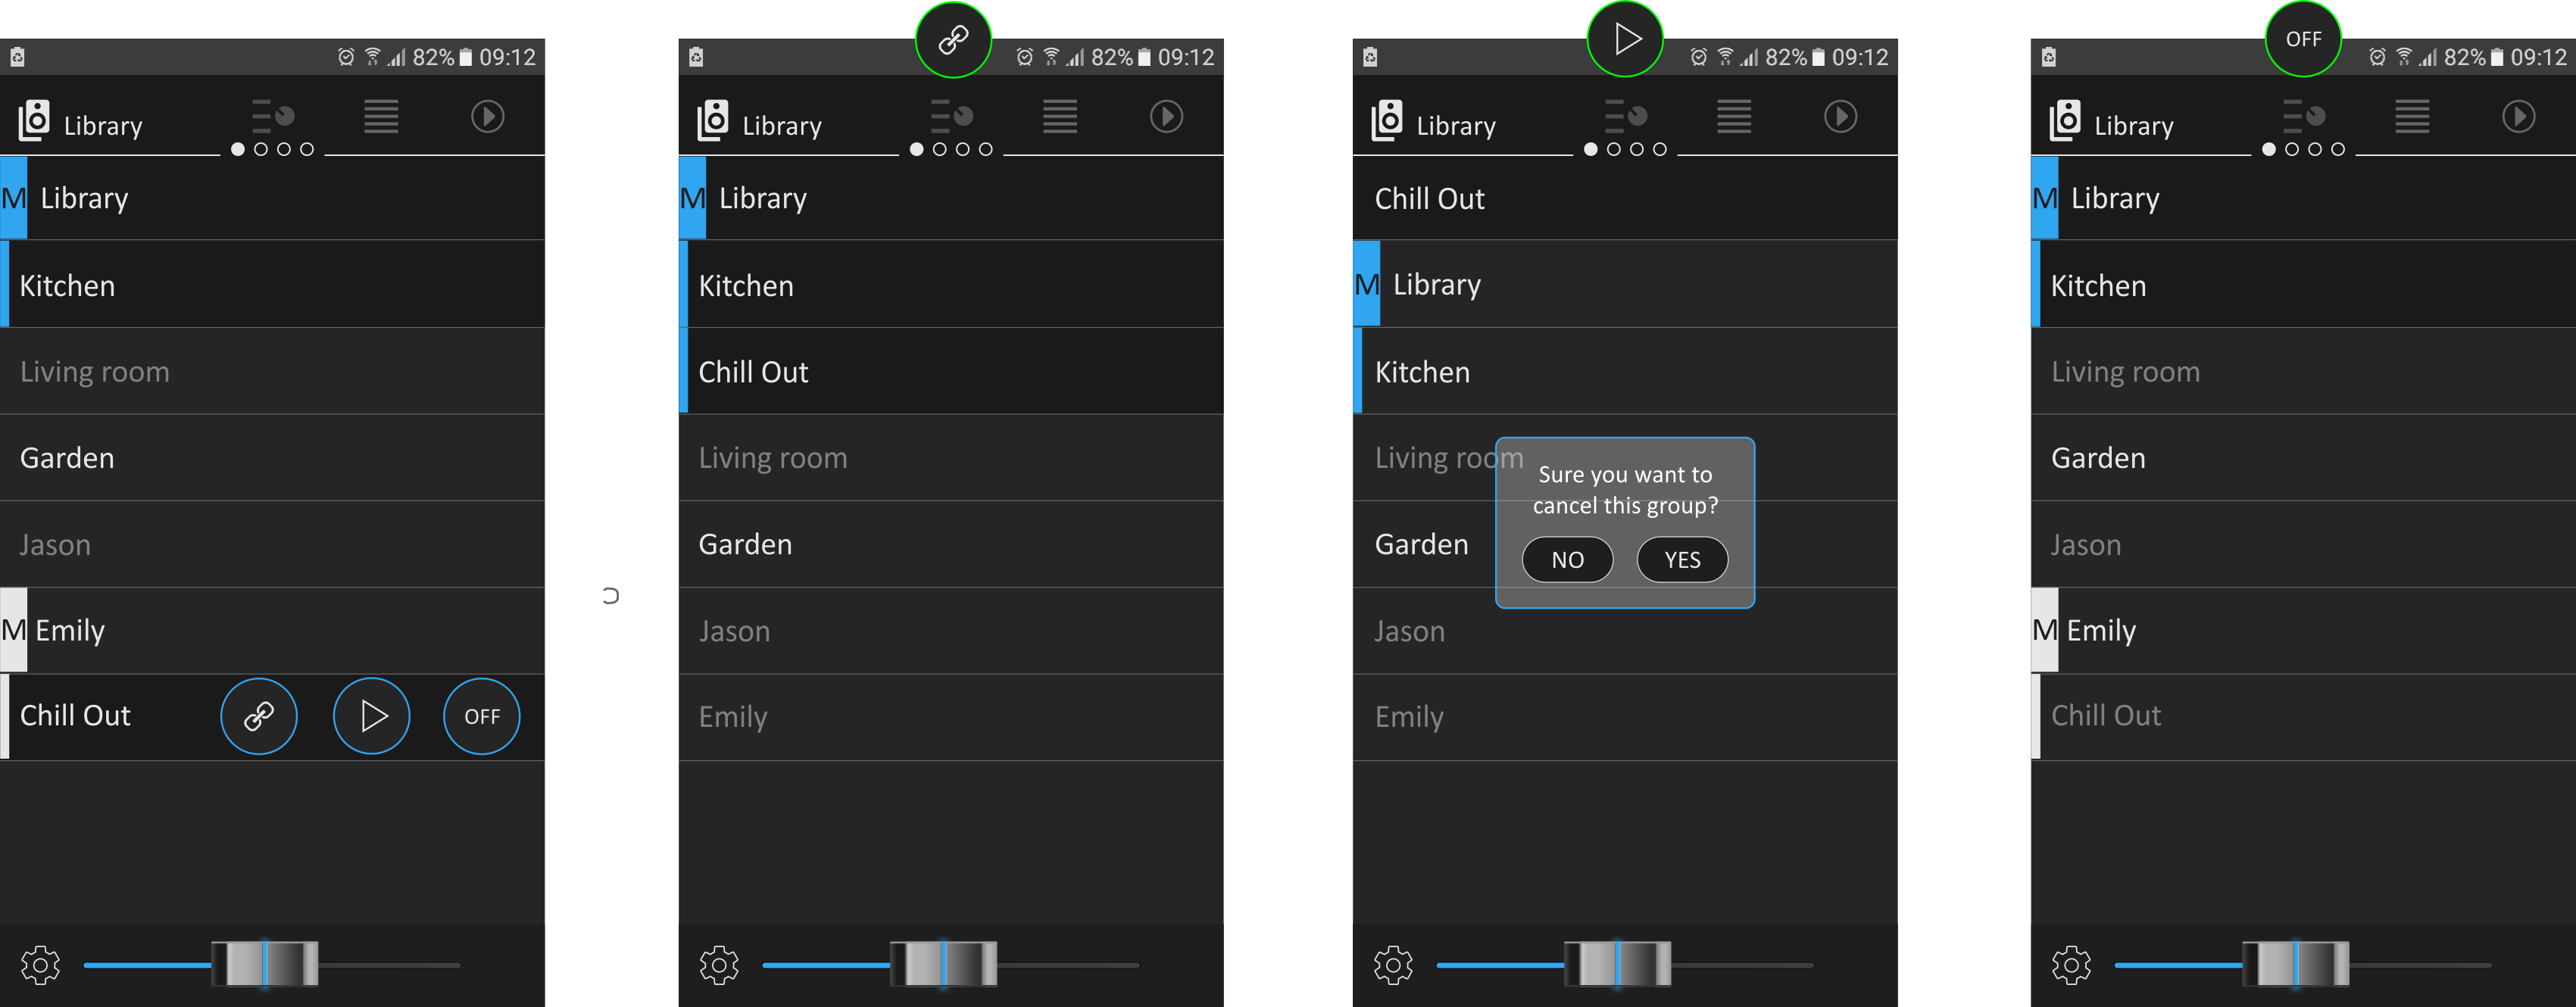 82% 09:12
Library
M Library
Kitchen
Living room
Garden
Jason
M Emily
Chill Out OFF
82% 09:12
Library
M Library
Kitchen
Chill Out
Living room
Garden
Jason
Emily
82% 09:12
Library
Chill Out
M Library
Kitchen
Living room
Sure you want to
cancel this group?
Garden
NO YES
Jason
Emily
OFF
82% 09:12
Library
M Library
Kitchen
Living room
Garden
Jason
M Emily
Chill Out